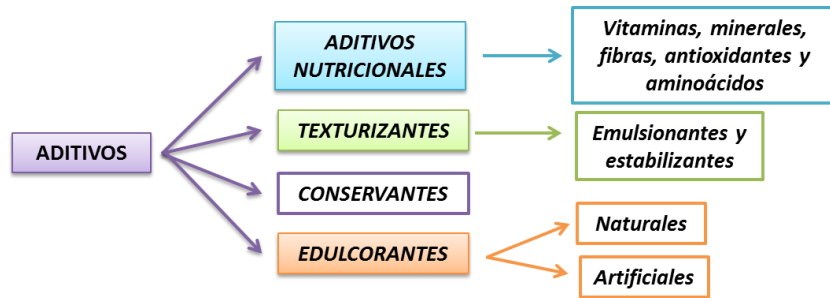 ADITIVOS
ADITIVOS
NUTRICIONALES
Vitaminas, minerales,
fibras, antioxidantes y
aminoácidos
TEXTURIZANTES
Emulsionantes y
estabilizantes
CONSERVANTES
EDULCORANTES
Naturales
Artificiales